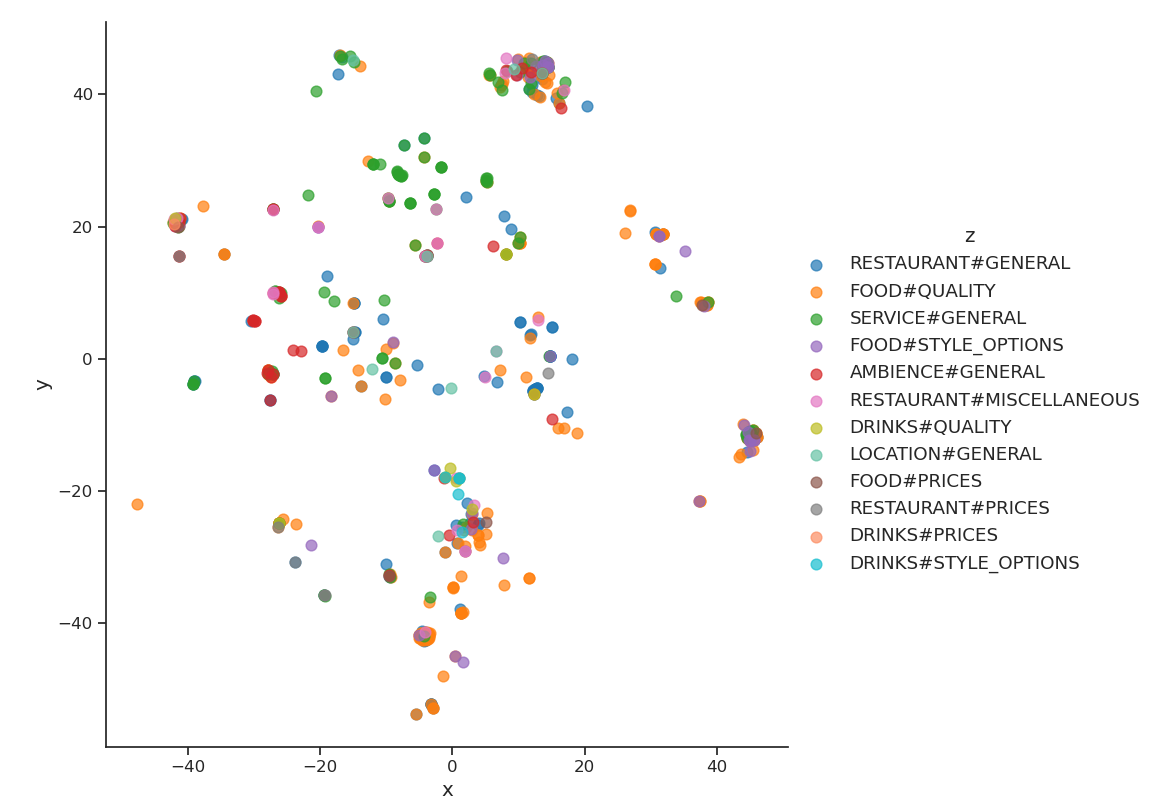 40
20
0
−20
−40
y
−40
−20
0
20
40
x
z
RESTAURANT#GENERAL
FOOD#QUALITY
SERVICE#GENERAL
FOOD#STYLE_OPTIONS
AMBIENCE#GENERAL
RESTAURANT#MISCELLANEOUS
DRINKS#QUALITY
LOCATION#GENERAL
FOOD#PRICES
RESTAURANT#PRICES
DRINKS#PRICES
DRINKS#STYLE_OPTIONS